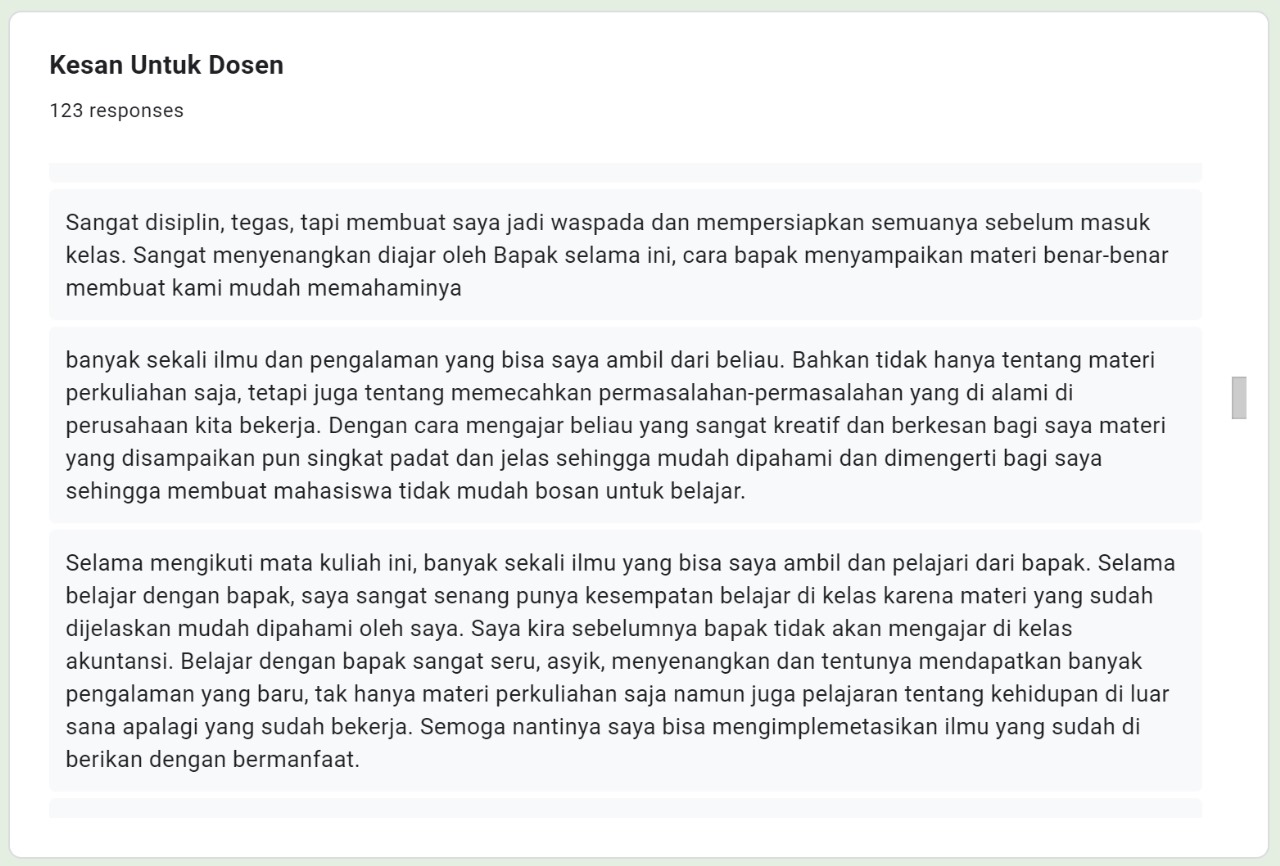 Kesan Untuk Dosen
123 responses
Sangat disiplin, tegas, tapi membuat saya jadi waspada dan mempersiapkan semuanya sebelum masuk
kelas. Sangat menyenangkan diajar oleh Bapak selama ini, cara bapak menyampaikan materi benar-benar
membuat kami mudah memahaminya
banyak sekali ilmu dan pengalaman yang bisa saya ambil dari beliau. Bahkan tidak hanya tentang materi
perkuliahan saja, tetapi juga tentang memecahkan permasalahan-permasalahan yang di alami di
perusahaan kita bekerja. Dengan cara mengajar beliau yang sangat kreatif dan berkesan bagi saya materi
yang disampaikan pun singkat padat dan jelas sehingga mudah dipahami dan dimengerti bagi saya
sehingga membuat mahasiswa tidak mudah bosan untuk belajar.
Selama mengikuti mata kuliah ini, banyak sekali ilmu yang bisa saya ambil dan pelajari dari bapak. Selama
belajar dengan bapak, saya sangat senang punya kesempatan belajar di kelas karena materi yang sudah
dijelaskan mudah dipahami oleh saya. Saya kira sebelumnya bapak tidak akan mengajar di kelas
akuntansi. Belajar dengan bapak sangat seru, asyik, menyenangkan dan tentunya mendapatkan banyak
pengalaman yang baru, tak hanya materi perkuliahan saja namun juga pelajaran tentang kehidupan di luar
sana apalagi yang sudah bekerja. Semoga nantinya saya bisa mengimplemetasikan ilmu yang sudah di
berikan dengan bermanfaat.